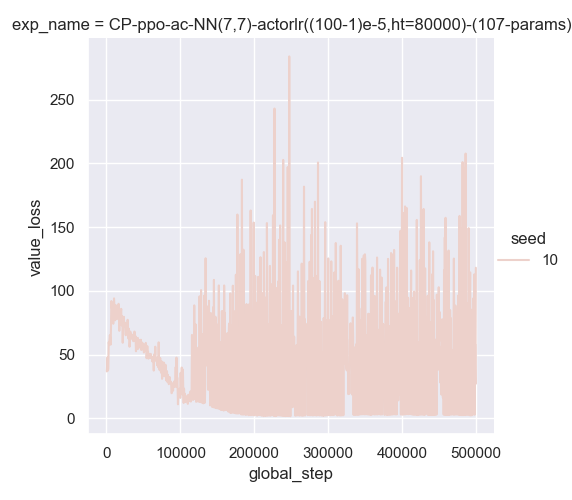 exp_name = CP-ppo-ac-NN(7,7)-actorlr((100-1)e-5,ht=80000)-(107-params)
250
200
150
100
50
0
value_loss
seed
10
0 100000 200000 300000 400000 500000
global_step